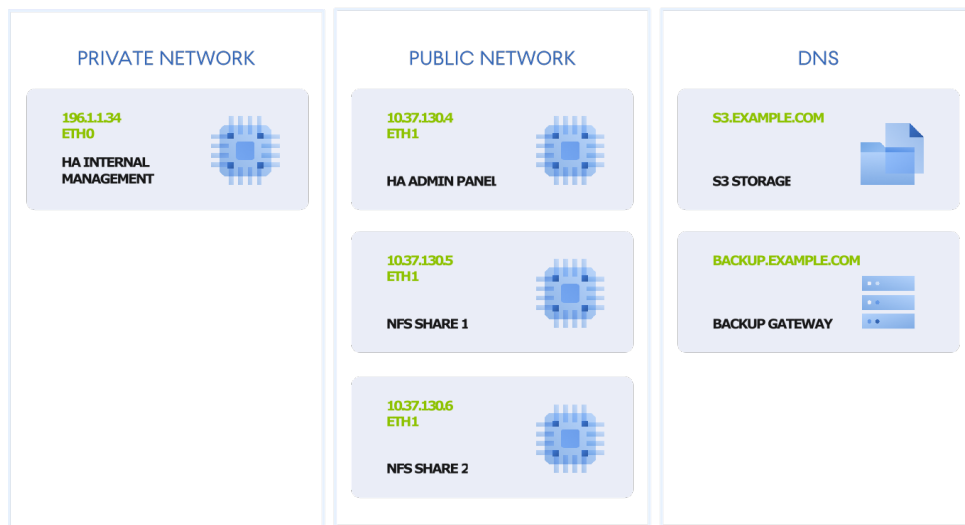 PRIVATE NETWORK
196.1.1.34
ETH0
HA INTERNAL
MANAGEMENT
PUBLIC NETWORK
10.37.130.4
ETH1
HA ADMIN PANEL
10.37.130.5
ETH1
NFS SHARE 1
10.37.130.6
ETH1
NFS SHARE 2
DNS
S3.EXAMPLE.COM
S3 STORAGE
BACKUP.EXAMPLE.COM
BACKUP GATEWAY